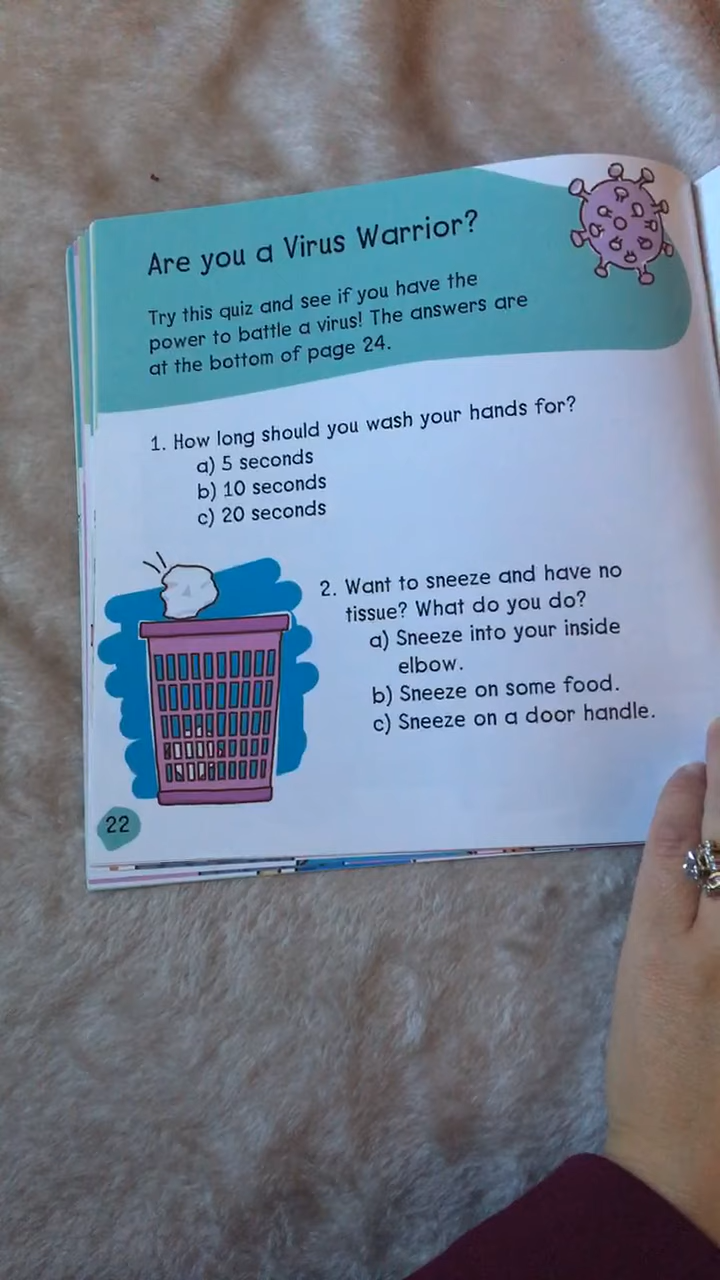 Are you a Virus Warrior?
Try this quiz and see if you have the
power to battle a virus! The answers are
at the bottom of page 24.
1. How long should you wash your hands for?
a) 5 seconds
b) 10 seconds
c) 20 seconds
2. Want to sneeze and have no
tissue? What do you do?
a) Sneeze into your inside
elbow.
b) Sneeze on some food.
c) Sneeze on a door handle.
22